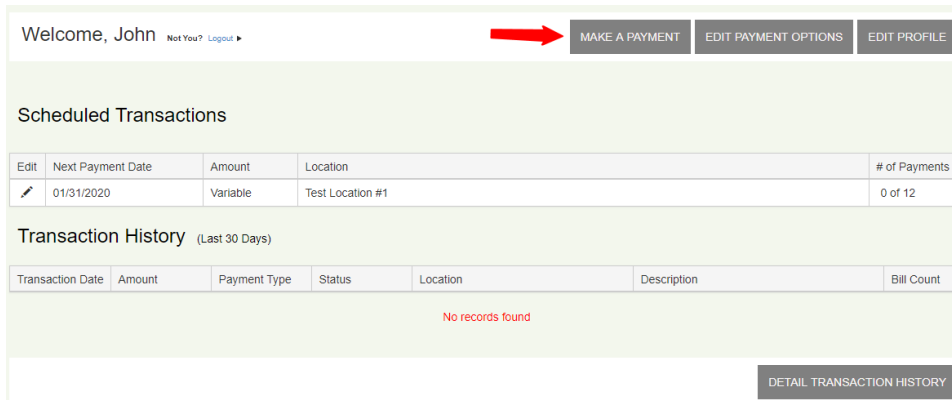 Welcome, John Not You? Logout MAKE A PAYMENT EDIT PAYMENT OPTIONS EDIT PROFILE
Scheduled Transactions
Edit Next Payment Date Amount Location # of Payments
01/31/2020 Variable Test Location #1 0 of 12
Transaction History (Last 30 Days)
Transaction Date Amount Payment Type Status Location Description Bill Count
No records found
DETAIL TRANSACTION HISTORY